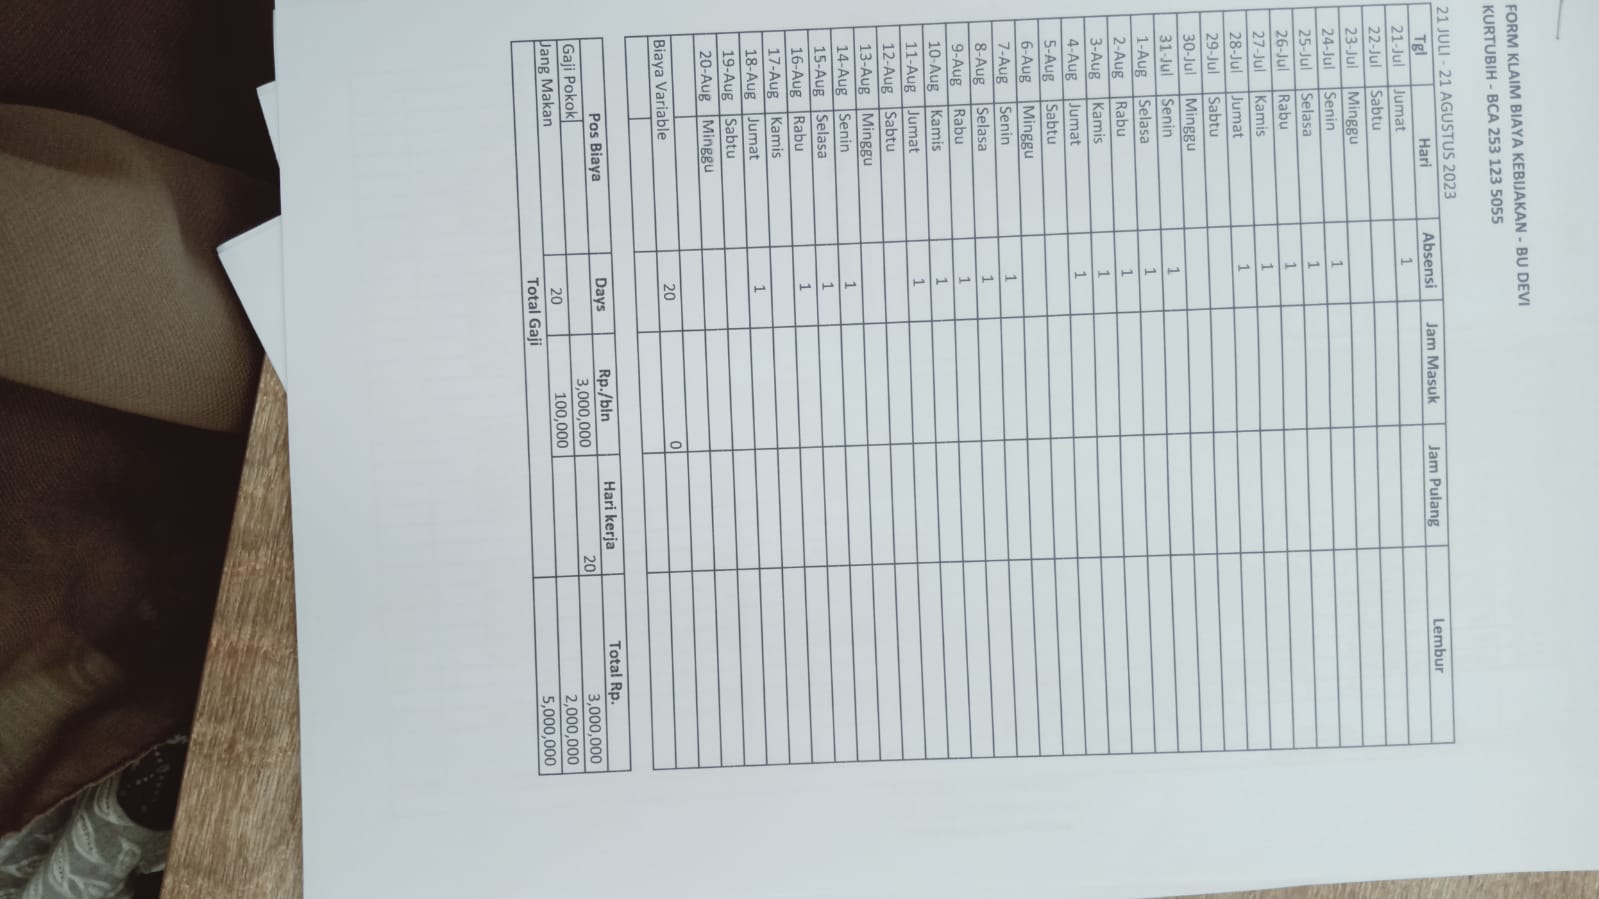 FORM KLAIM BIAYA KEBIJAKAN - BU DEVI
KURTUBIH - BCA 253 123 5055
21 JULI - 21 AGUSTUS 2023
Tgl Hari Absensi Jam Masuk Jam Pulang Lembur
21-Jul Jumat 1
22-Jul Sabtu
23-Jul Minggu
24-Jul Senin 1
25-Jul Selasa 1
26-Jul Rabu 1
27-Jul Kamis 1
28-Jul Jumat 1
29-Jul Sabtu
30-Jul Minggu
31-Jul Senin 1
1-Aug Selasa 1
2-Aug Rabu 1
3-Aug Kamis 1
4-Aug Jumat 1
5-Aug Sabtu
6-Aug Minggu
7-Aug Senin 1
8-Aug Selasa 1
9-Aug Rabu 1
10-Aug Kamis 1
11-Aug Jumat 1
12-Aug Sabtu
13-Aug Minggu
14-Aug Senin 1
15-Aug Selasa 1
16-Aug Rabu 1
17-Aug Kamis
18-Aug Jumat 1
19-Aug Sabtu
20-Aug Minggu
20 0
Biaya Variable
Pos Biaya Days Rp./bln Hari kerja Total Rp.
Gaji Pokok 3,000,000 20 3,000,000
Uang Makan 20 100,000 2,000,000
Total Gaji 5,000,000